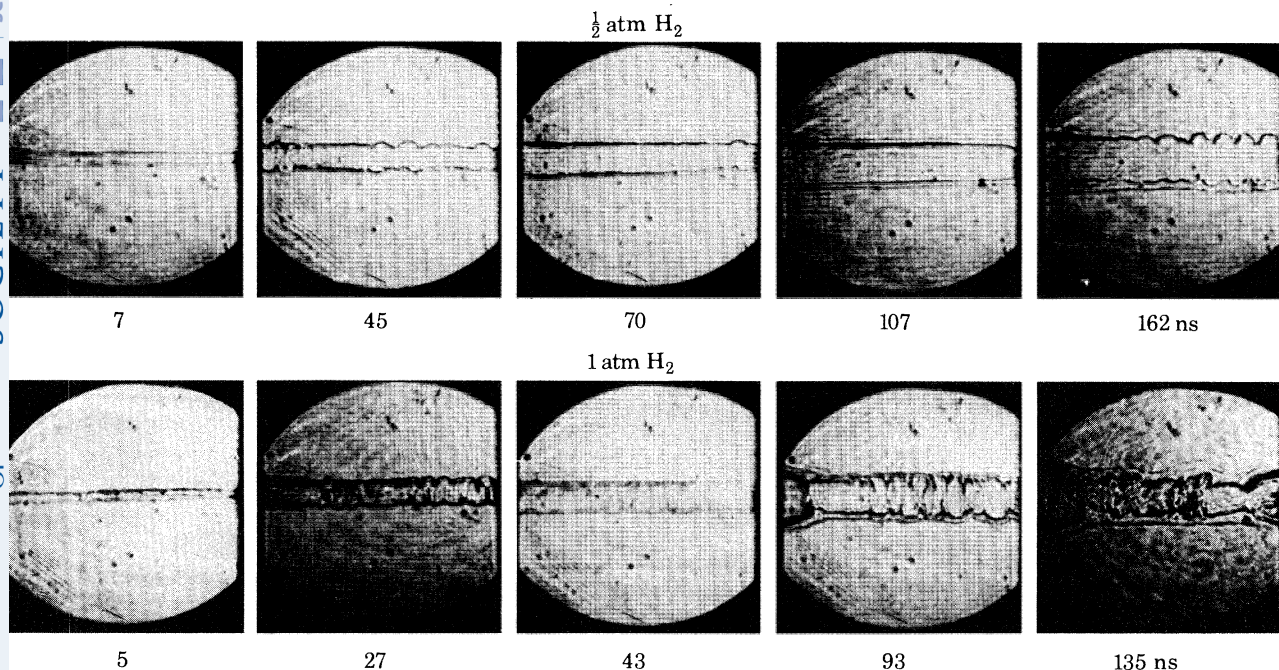 ½ atm H₂
7 45 70 107 162 ns
1 atm H₂
5 27 43 93 135 ns